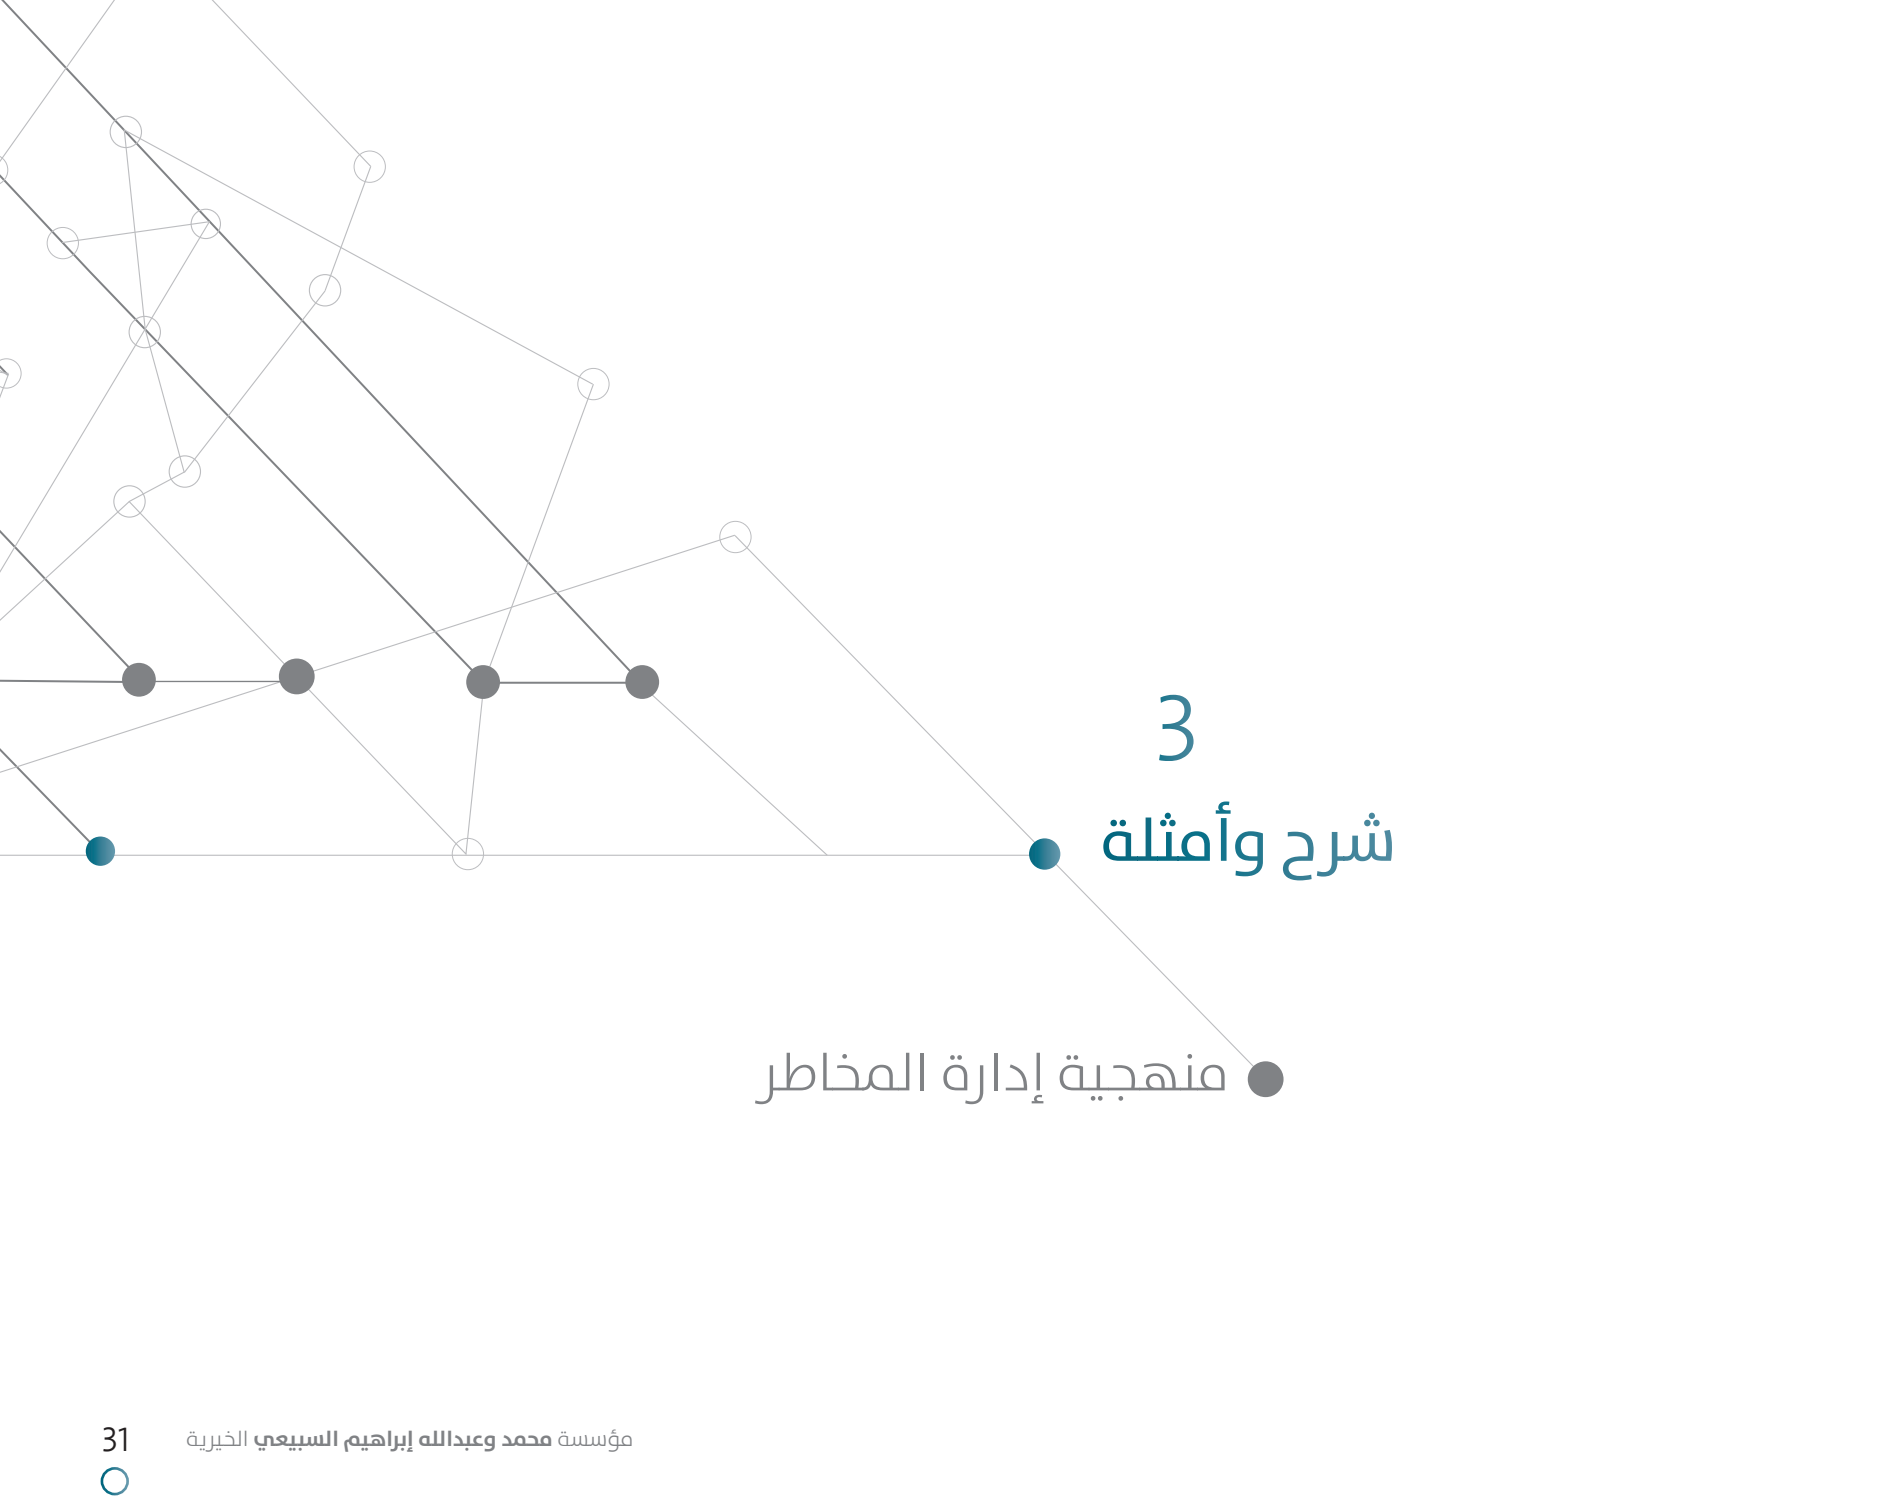 3
شرح وأمثلة
منهجية إدارة المخاطر
مؤسسة محمد وعبدالله إبراهيم السبيعي الخيرية
31